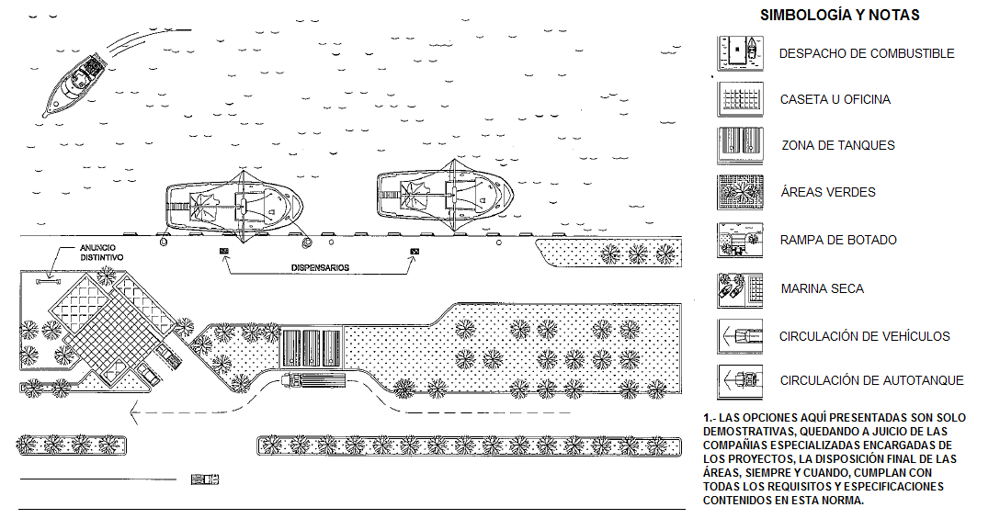 SIMBOLOGÍA Y NOTAS
DESPACHO DE COMBUSTIBLE
CASETA U OFICINA
ZONA DE TANQUES
ÁREAS VERDES
RAMPA DE BOTADO
MARINA SECA
CIRCULACIÓN DE VEHÍCULOS
CIRCULACIÓN DE AUTOTANQUE
ANUNCIO
DISTINTIVO
DISPENSARIOS
1.- LAS OPCIONES AQUÍ PRESENTADAS SON SOLO
DEMOSTRATIVAS, QUEDANDO A JUICIO DE LAS
COMPAÑIAS ESPECIALIZADAS ENCARGADAS DE
LOS PROYECTOS, LA DISPOSICIÓN FINAL DE LAS
ÁREAS, SIEMPRE Y CUANDO, CUMPLAN CON
TODAS LOS REQUISITOS Y ESPECIFICACIONES
CONTENIDOS EN ESTA NORMA.